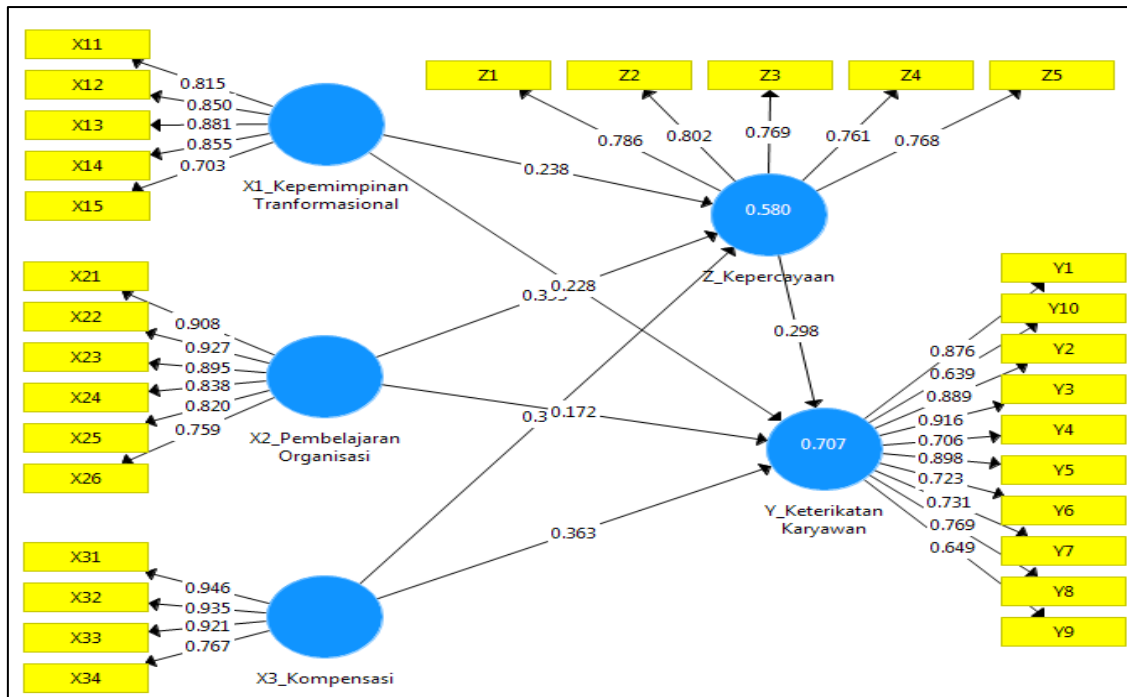 X11
X12
X13
X14
X15
0.815
0.850
0.881
0.855
0.703
X1_Kepemimpinan
Tranformasional
Z1
Z2
Z3
Z4
Z5
0.786
0.802
0.769
0.761
0.768
0.238
0.580
Z_Kepercayaan
X21
X22
X23
X24
X25
X26
0.908
0.927
0.895
0.838
0.820
0.759
X2_Pembelajaran
Organisasi
0.228
0.298
0.172
0.707
Y_Keterikatan
Karyawan
Y1
Y10
Y2
Y3
Y4
Y5
Y6
Y7
Y8
Y9
0.876
0.639
0.889
0.916
0.706
0.898
0.723
0.731
0.769
0.649
X31
X32
X33
X34
0.946
0.935
0.921
0.767
X3_Kompensasi
0.363